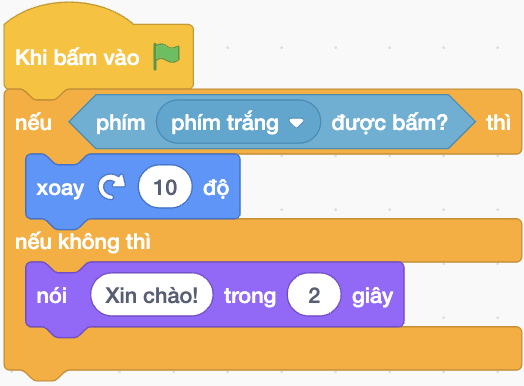 Khi bấm vào
nếu phím phím trắng được bấm? thì
xoay 10 độ
nếu không thì
nói Xin chào! trong 2 giây